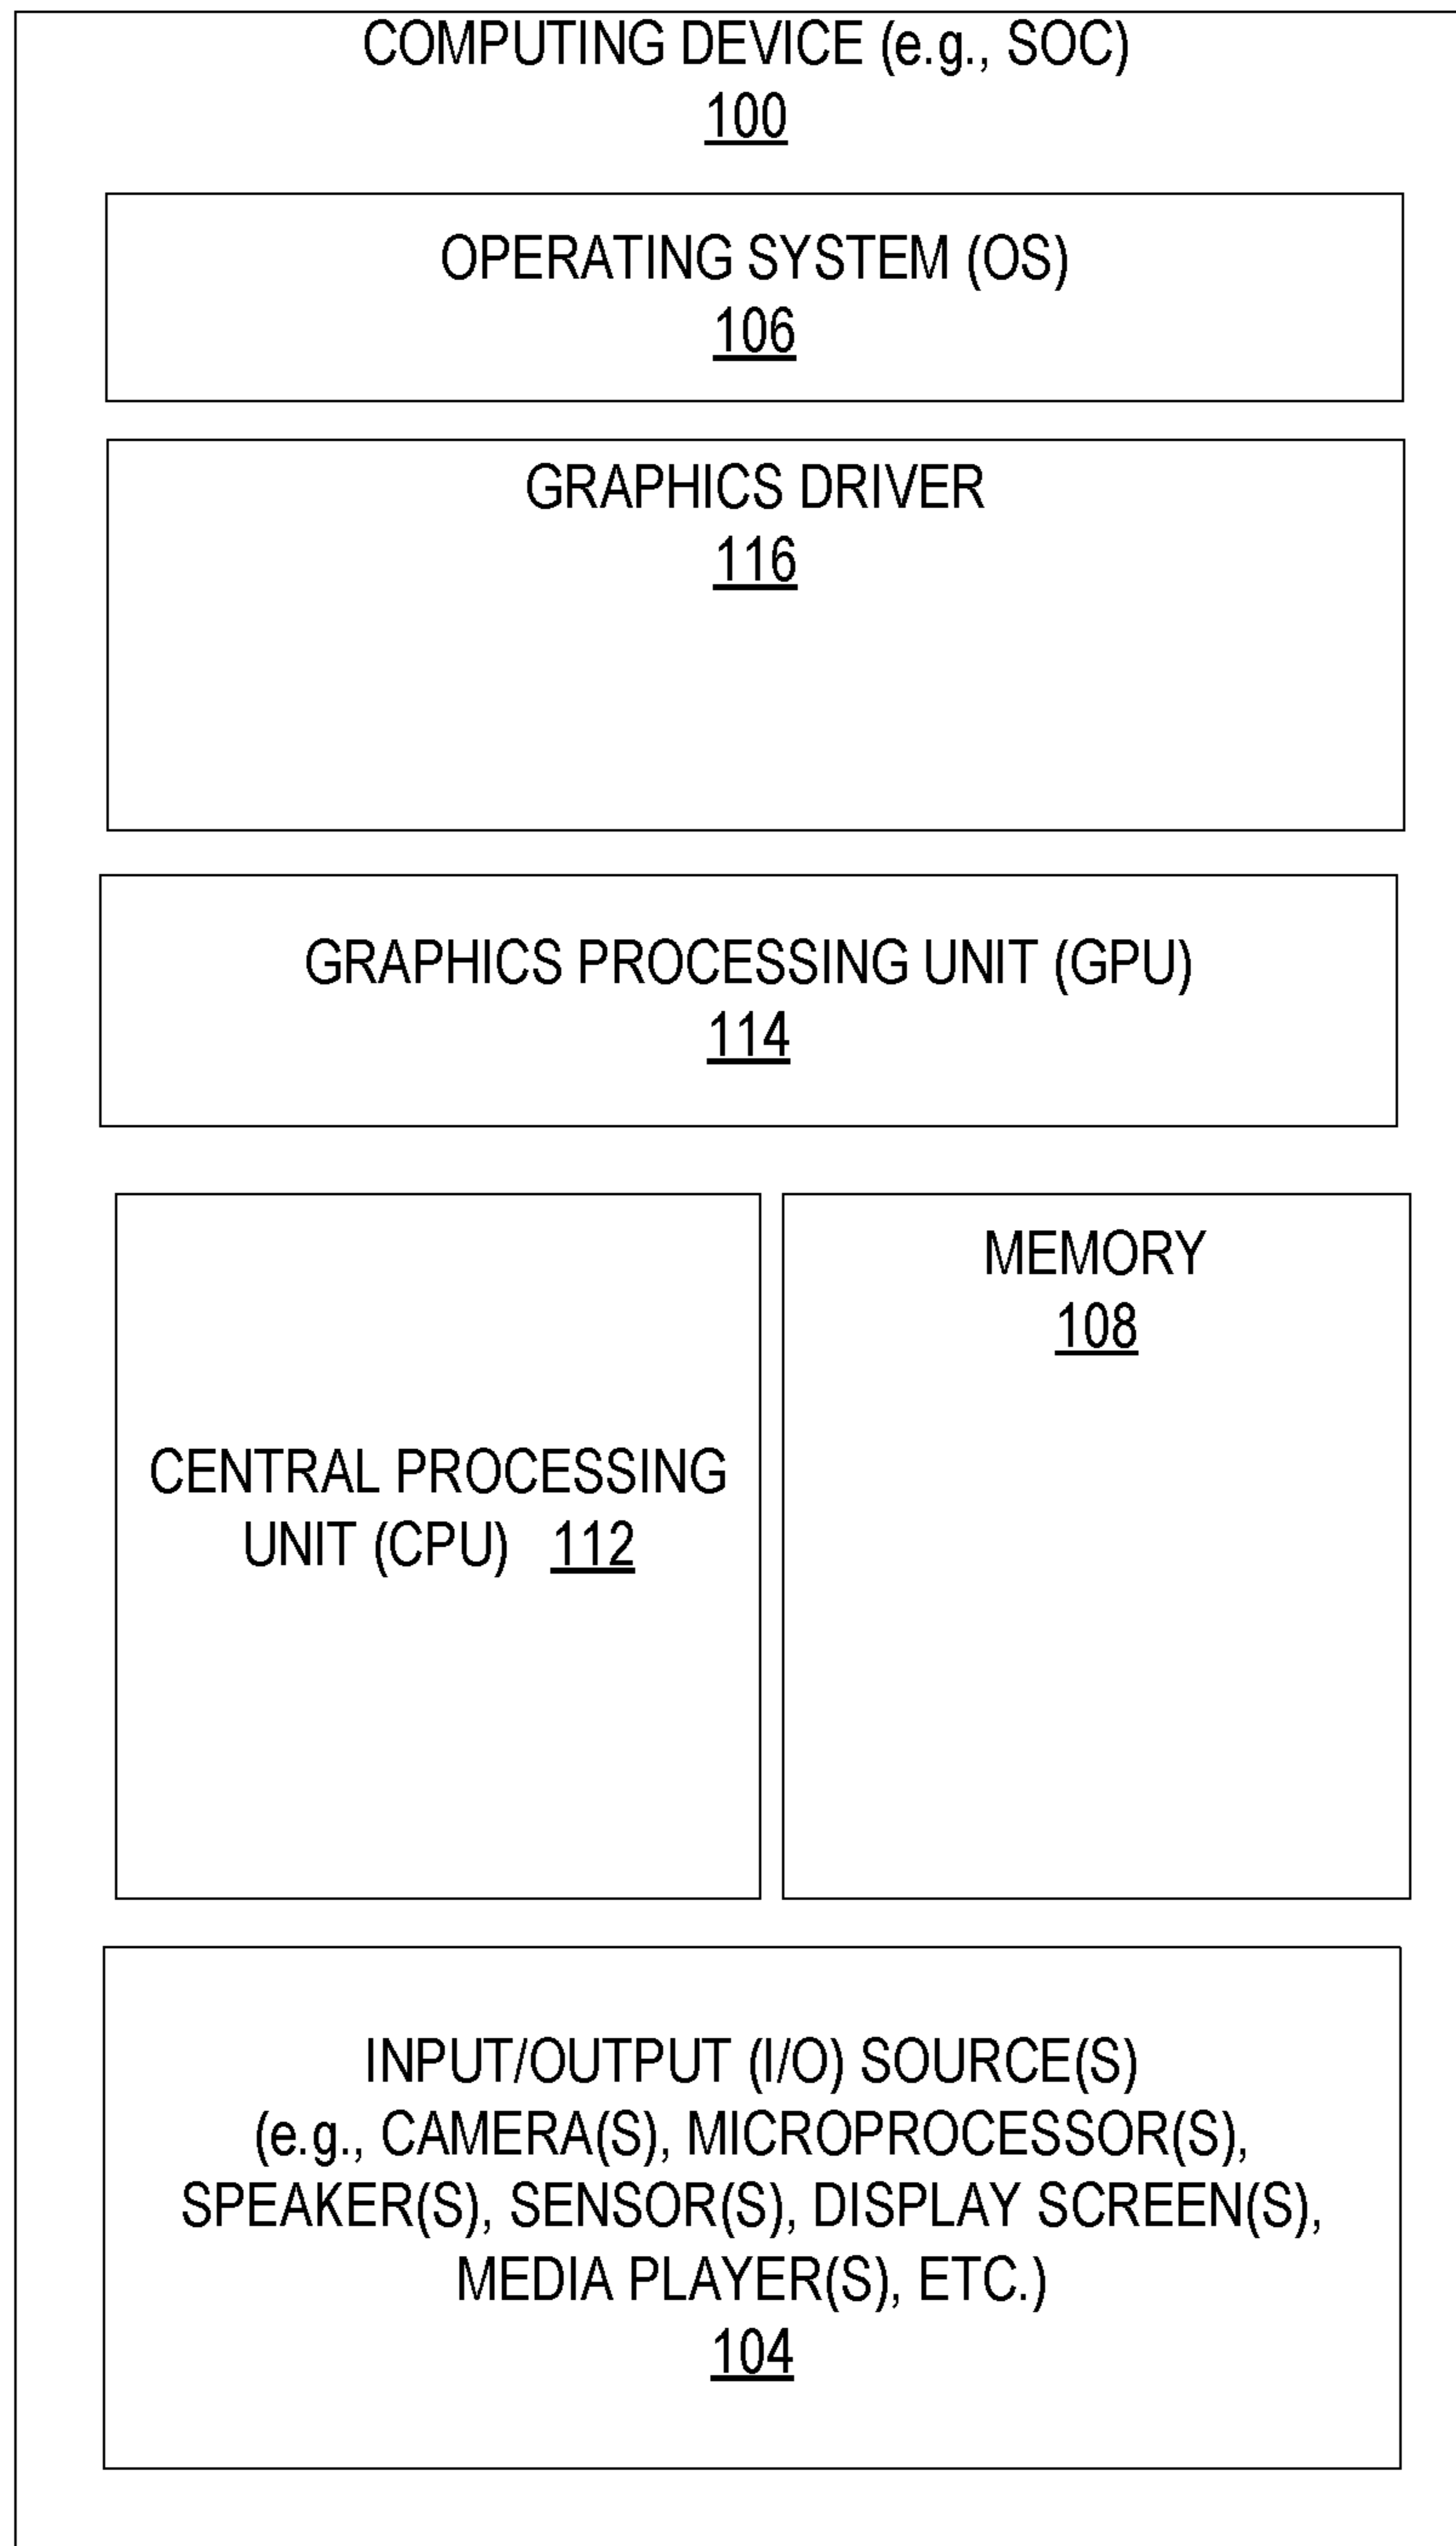 COMPUTING DEVICE (e.g., SOC)
100
OPERATING SYSTEM (OS)
106
GRAPHICS DRIVER
116
GRAPHICS PROCESSING UNIT (GPU)
114
CENTRAL PROCESSING
UNIT (CPU) 112
MEMORY
108
INPUT/OUTPUT (I/O) SOURCE(S)
(e.g., CAMERA(S), MICROPROCESSOR(S),
SPEAKER(S), SENSOR(S), DISPLAY SCREEN(S),
MEDIA PLAYER(S), ETC.)
104